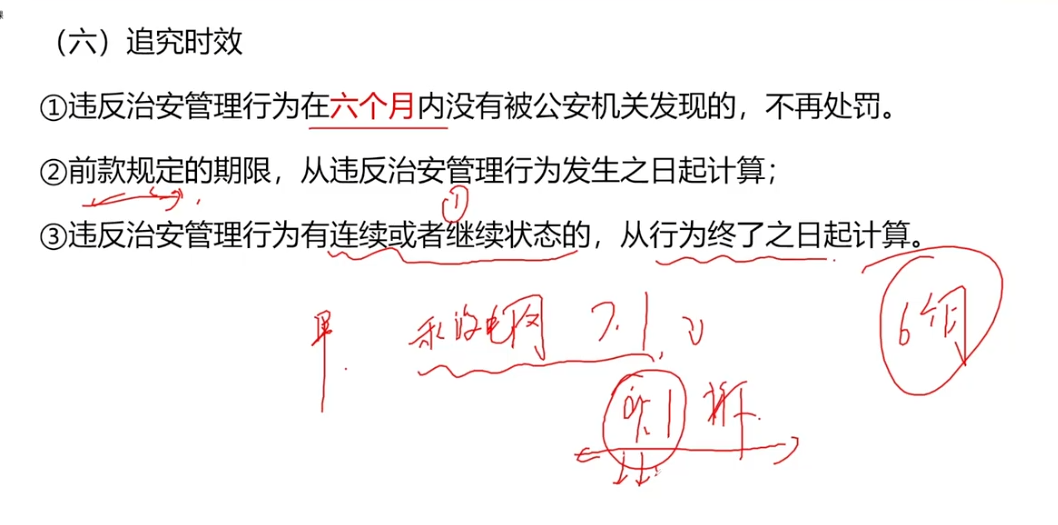 （六）追究时效
①违反治安管理行为在六个月内没有被公安机关发现的，不再处罚。
②前款规定的期限，从违反治安管理行为发生之日起计算；
①
③违反治安管理行为有连续或者继续状态的，从行为终了之日起计算。
6个月
甲. 私设电网 7.1
1 拆